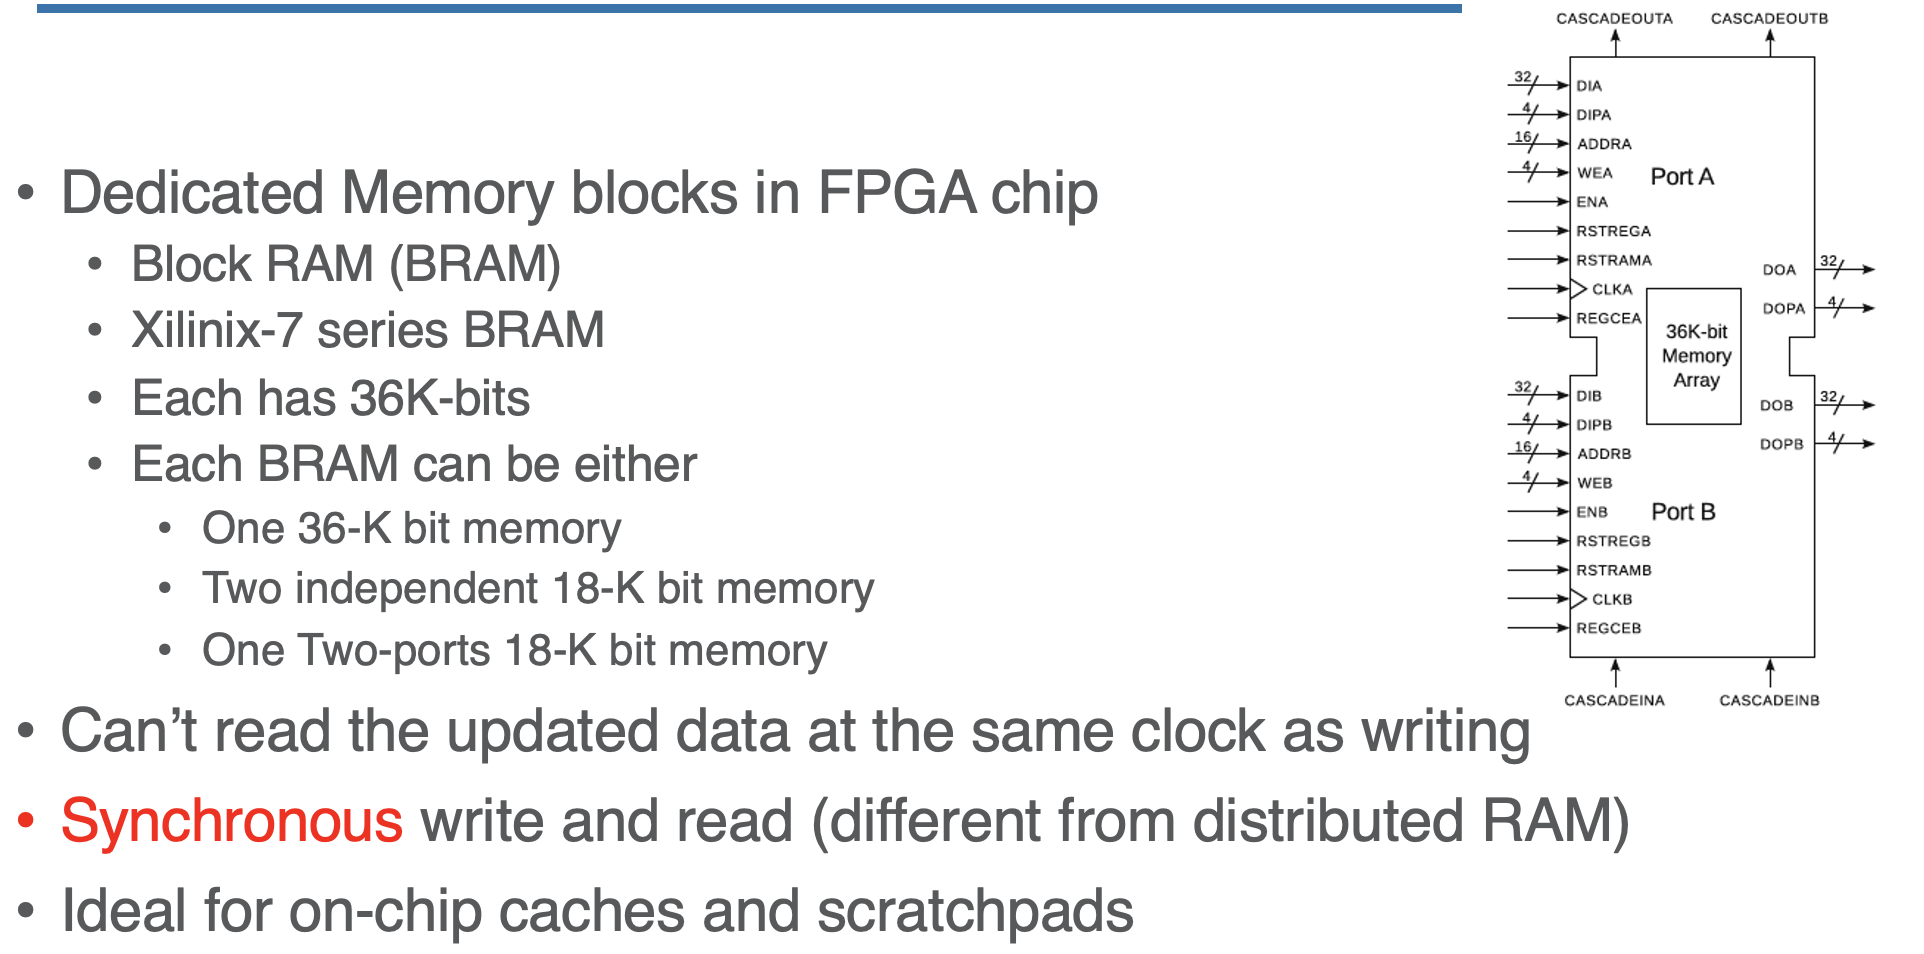 • Dedicated Memory blocks in FPGA chip
• Block RAM (BRAM)
• Xilinix-7 series BRAM
• Each has 36K-bits
• Each BRAM can be either
• One 36-K bit memory
• Two independent 18-K bit memory
• One Two-ports 18-K bit memory
• Can’t read the updated data at the same clock as writing
• Synchronous write and read (different from distributed RAM)
• Ideal for on-chip caches and scratchpads
CASCADEOUTA CASCADEOUTB
32 DIA
4 DIPA
16 ADDRA
4 WEA
Port A
ENA
RSTREGA
RSTRAMA
CLKA
REGCEA
DOA 32
DOPA 4
36K-bit
Memory
Array
32 DIB
4 DIPB
16 ADDRB
4 WEB
ENB
Port B
RSTREGB
RSTRAMB
CLKB
REGCEB
DOB 32
DOPB 4
CASCADEINA CASCADEINB